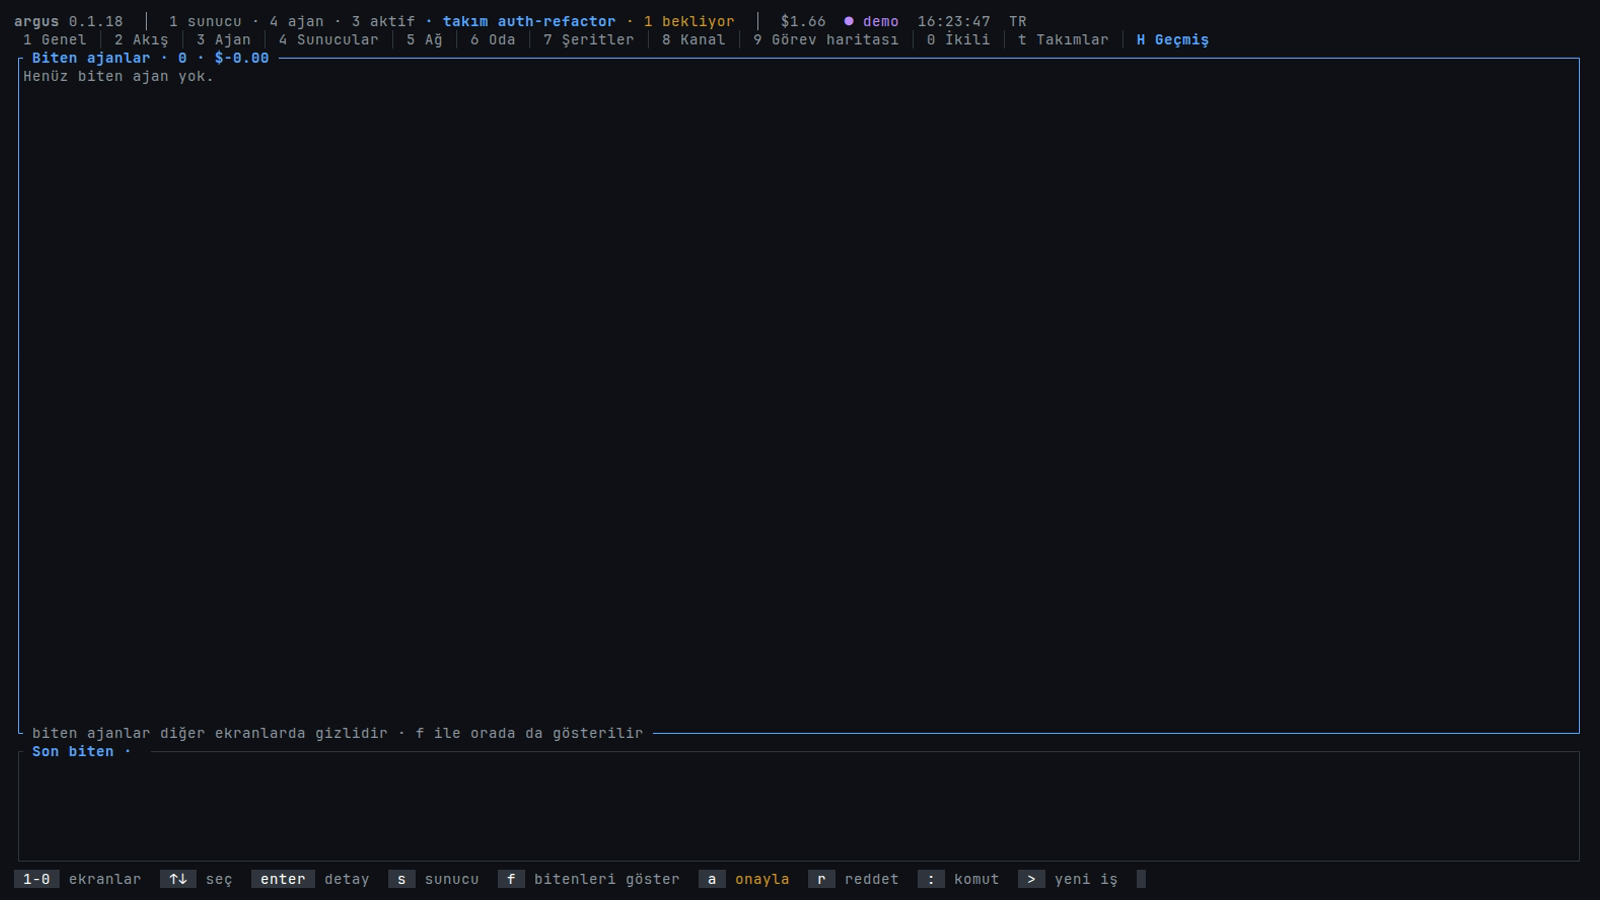 argus 0.1.18 │ 1 sunucu · 4 ajan · 3 aktif · takım auth-refactor · 1 bekliyor │ $1.66 ● demo 16:23:47 TR
1 Genel │ 2 Akış │ 3 Ajan │ 4 Sunucular │ 5 Ağ │ 6 Oda │ 7 Şeritler │ 8 Kanal │ 9 Görev haritası │ 0 İkili │ t Takımlar │ H Geçmiş
Biten ajanlar · 0 · $-0.00
Henüz biten ajan yok.
biten ajanlar diğer ekranlarda gizlidir · f ile orada da gösterilir
Son biten ·
1-0 ekranlar ↑↓ seç enter detay s sunucu f bitenleri göster a onayla r reddet : komut > yeni iş